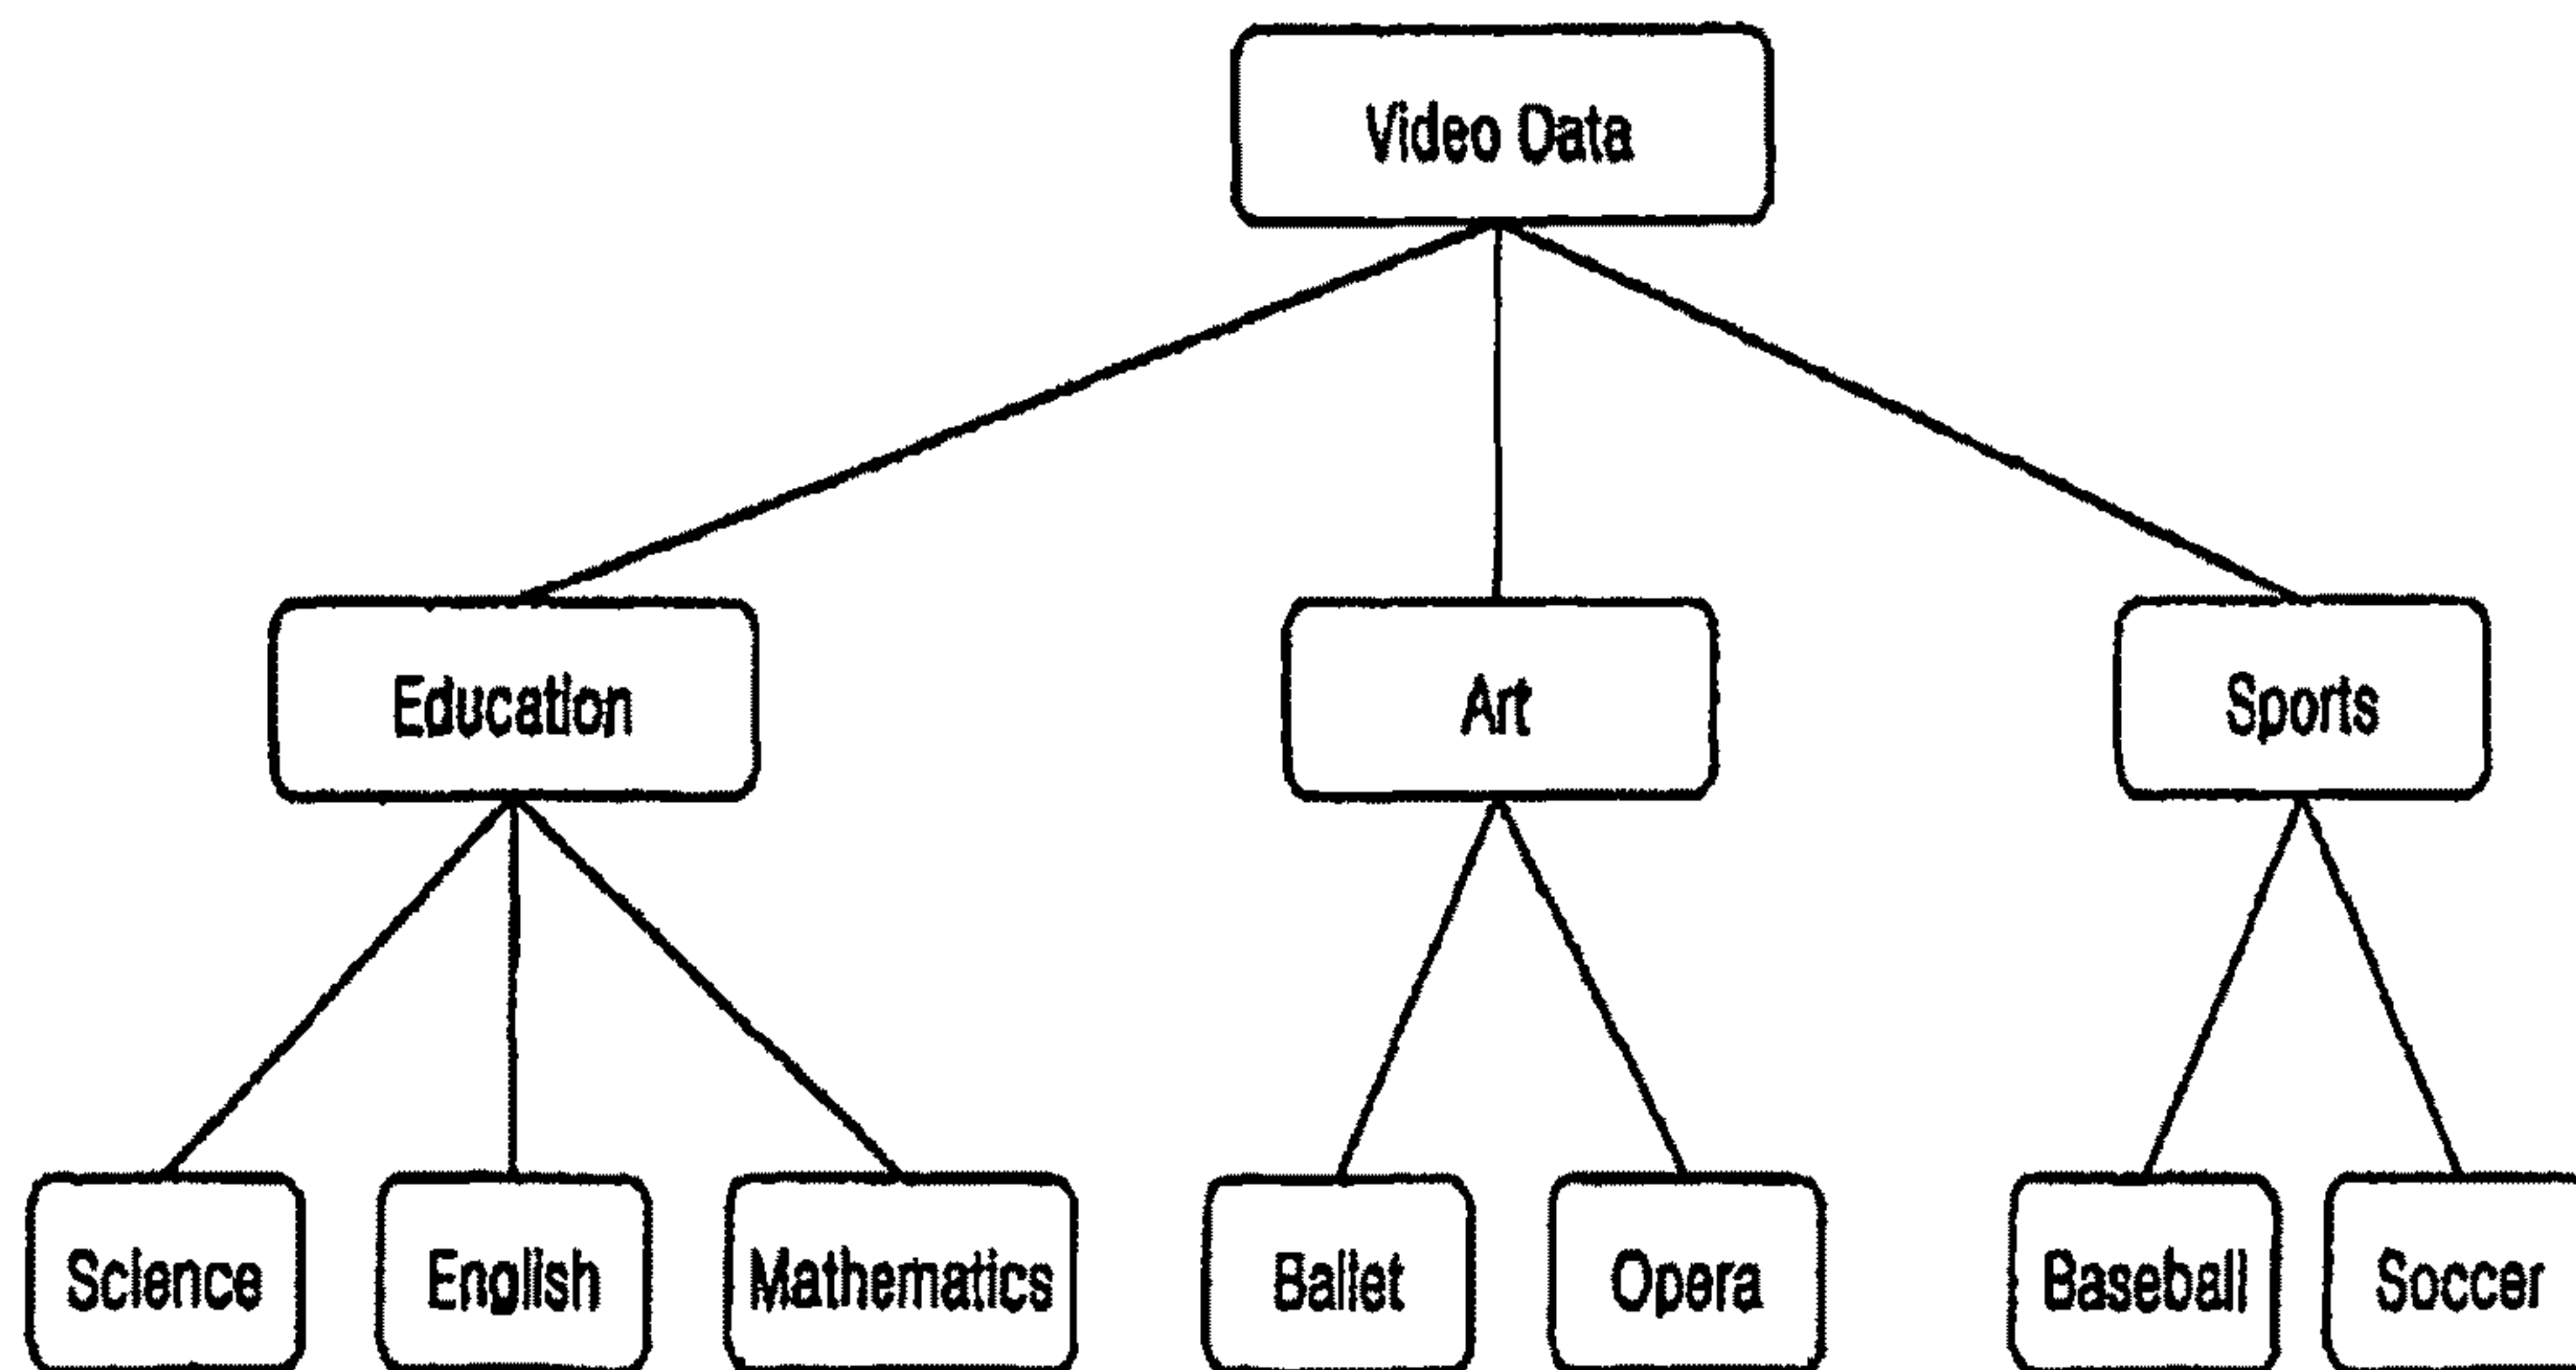 Video Data
Education
Art
Sports
Science
English
Mathematics
Ballet
Opera
Baseball
Soccer